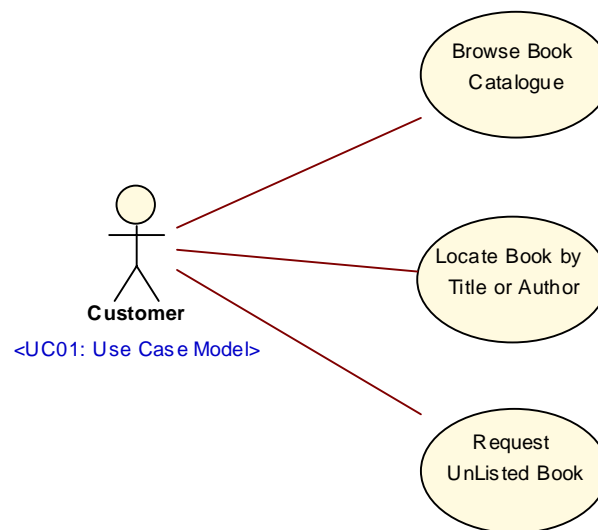 Browse Book
Catalogue
Locate Book by
Title or Author
Customer
<UC01: Use Case Model>
Request
UnListed Book